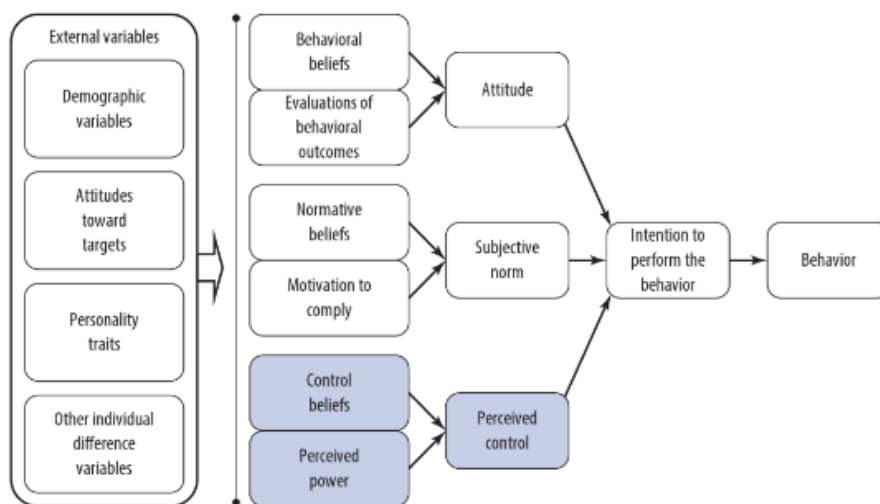 External variables
Demographic
variables
Attitudes
toward
targets
Personality
traits
Other individual
difference
variables
Behavioral
beliefs
Evaluations of
behavioral
outcomes
Normative
beliefs
Motivation to
comply
Control
beliefs
Perceived
power
Attitude
Subjective
norm
Perceived
control
Intention to
perform the
behavior
Behavior